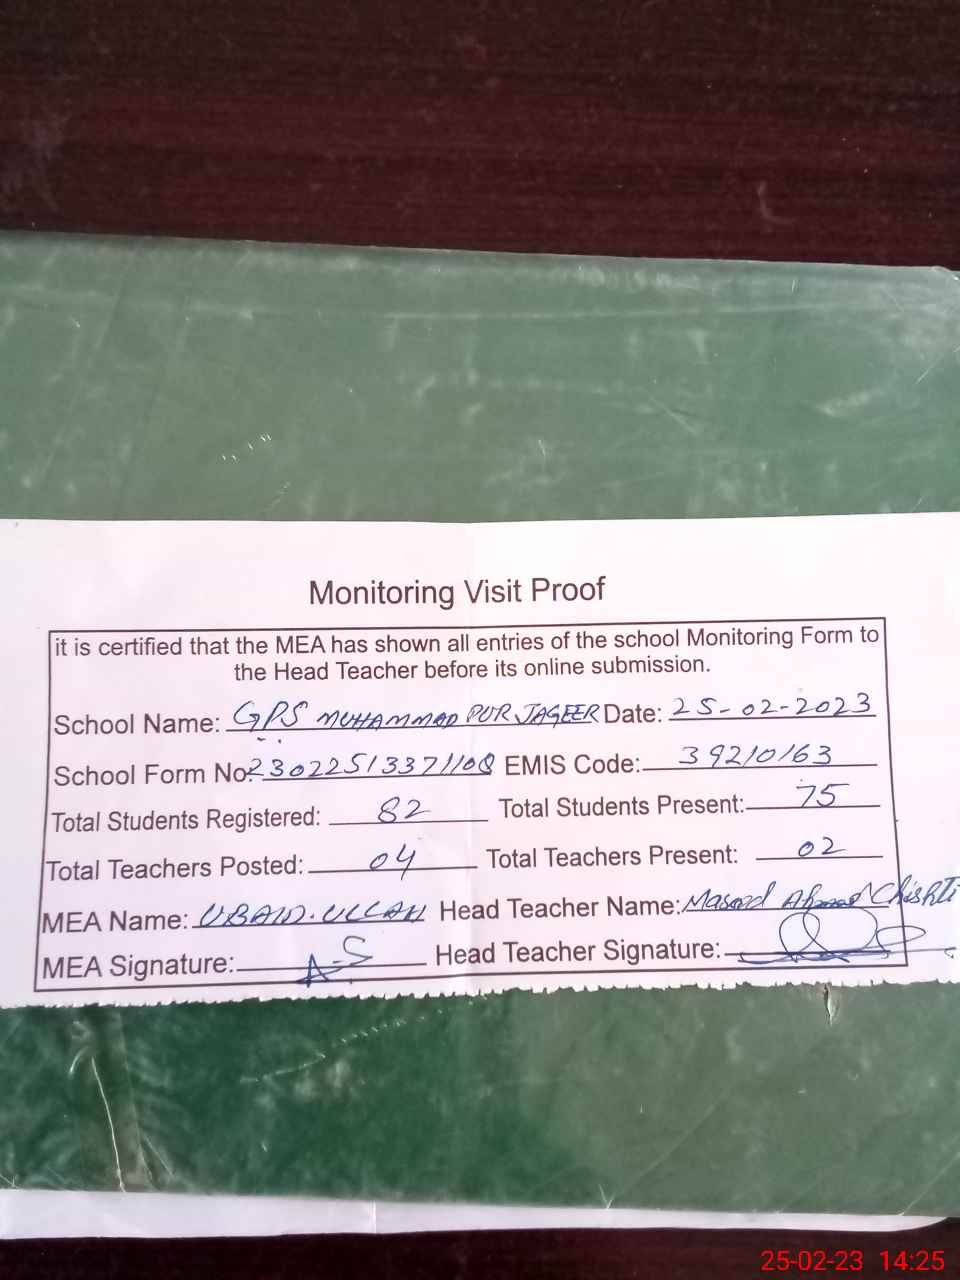 Monitoring Visit Proof
it is certified that the MEA has shown all entries of the school Monitoring Form to
the Head Teacher before its online submission.
School Name: GPS MUHAMMAD PUR JAGEER Date: 25-02-2023
School Form No: 23022513371108 EMIS Code: 39210163
Total Students Registered: 82 Total Students Present: 75
Total Teachers Posted: 04 Total Teachers Present: 02
MEA Name: UBAID.ULLAH Head Teacher Name: Masood Ahmad Chishti
MEA Signature: Head Teacher Signature:
25-02-23 14:25